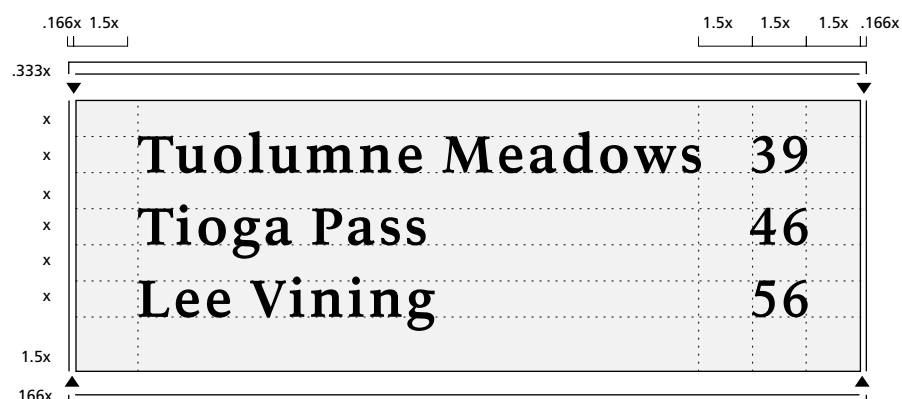 .166x 1.5x 1.5x 1.5x 1.5x .166x
.333x
x
x Tuolumne Meadows 39
x
x Tioga Pass 46
x
x Lee Vining 56
1.5x
166x